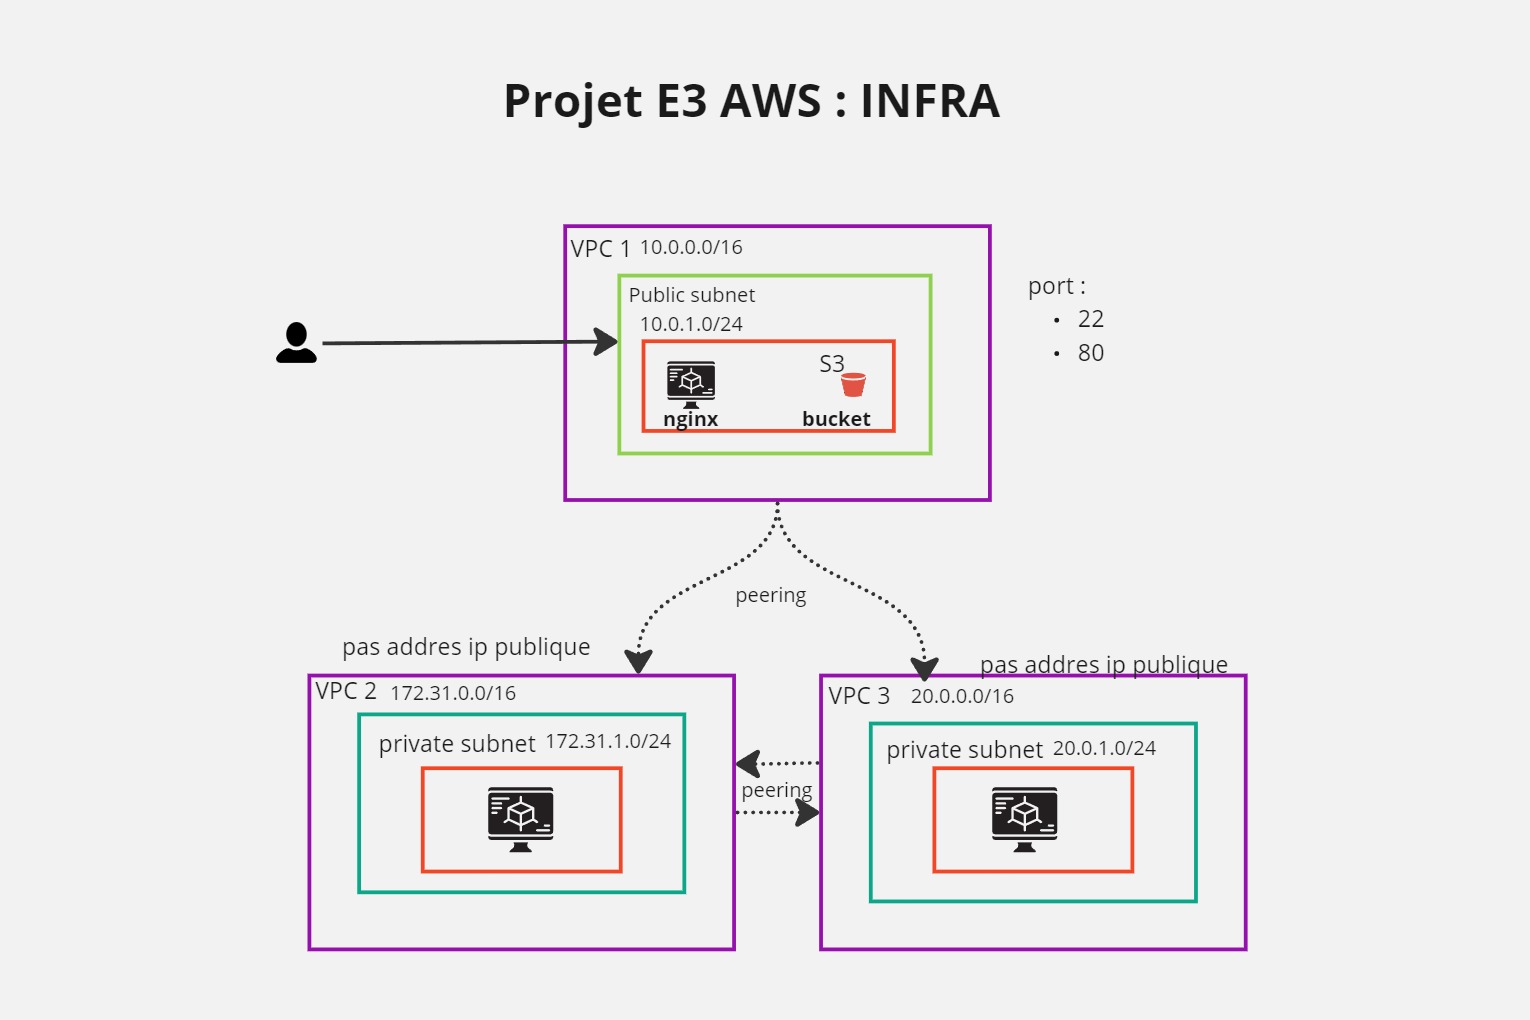 Projet E3 AWS : INFRA
VPC 1 10.0.0.0/16
Public subnet
10.0.1.0/24
S3
nginx
bucket
port :
• 22
• 80
peering
pas addres ip publique
VPC 2 172.31.0.0/16
private subnet 172.31.1.0/24
peering
pas addres ip publique
VPC 3 20.0.0.0/16
private subnet 20.0.1.0/24